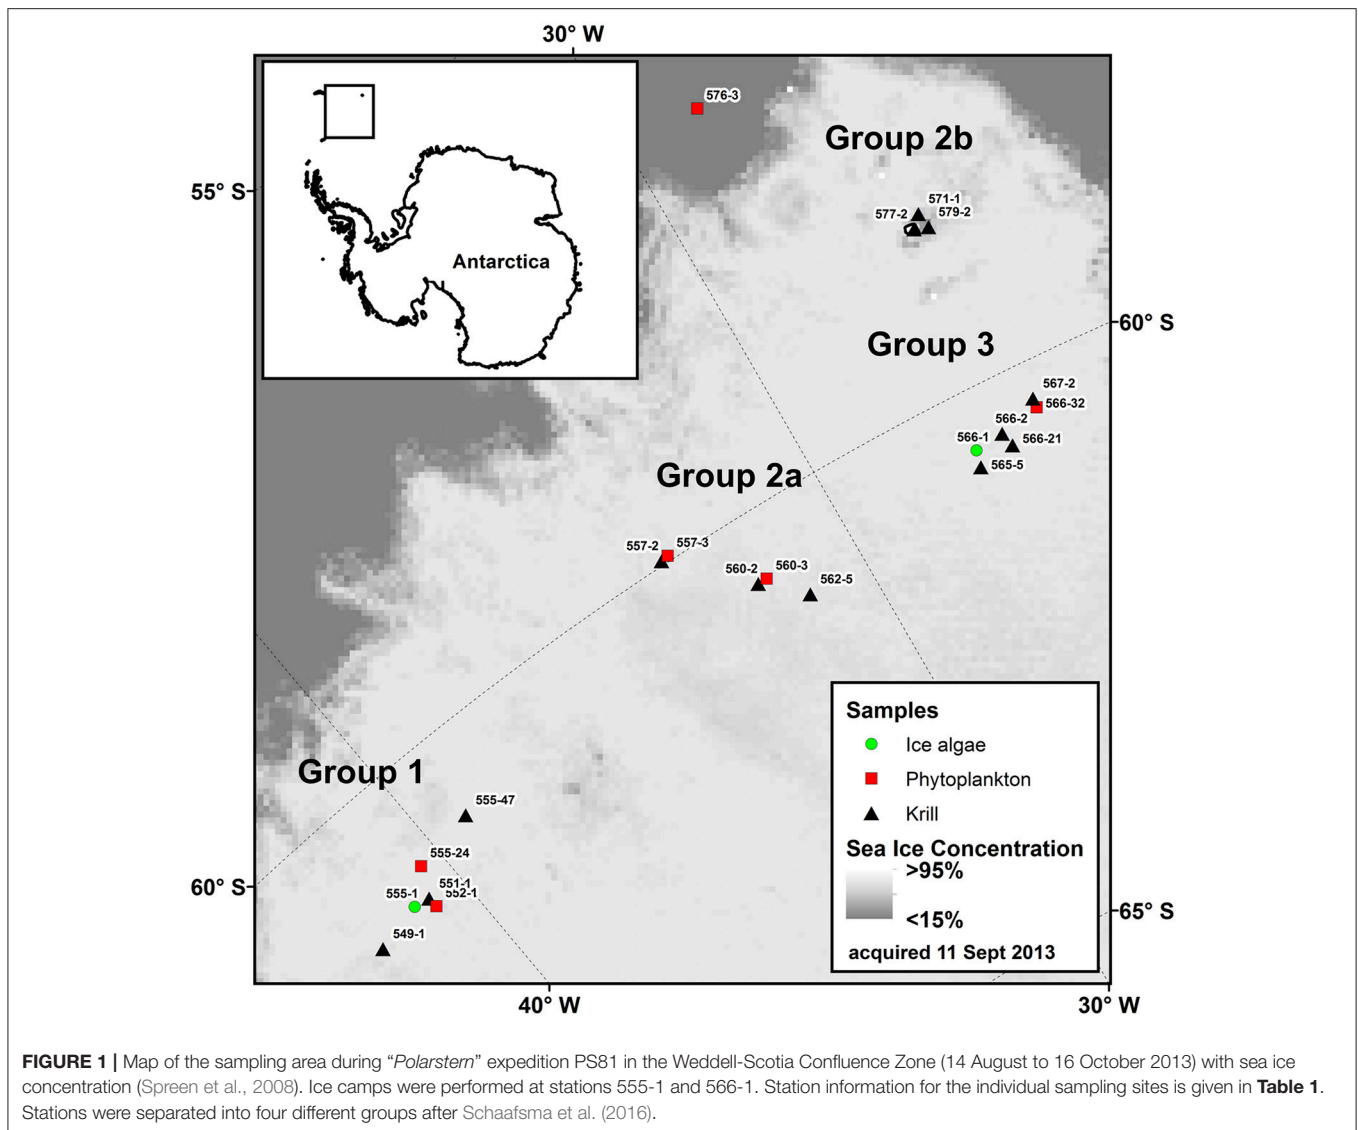 30° W
576-3
Group 2b
55° S
571-1
577-2
579-2
Antarctica
60° S
Group 3
567-2
566-32
566-2
566-1
566-21
565-5
Group 2a
557-2
557-3
560-2
560-3
562-5
Samples
Ice algae
Phytoplankton
Krill
Sea Ice Concentration
>95%
<15%
acquired 11 Sept 2013
Group 1
555-47
555-24
551-1
555-1
552-1
549-1
60° S
65° S
40° W
30° W
FIGURE 1 | Map of the sampling area during “Polarstern” expedition PS81 in the Weddell-Scotia Confluence Zone (14 August to 16 October 2013) with sea ice
concentration (Spreen et al., 2008). Ice camps were performed at stations 555-1 and 566-1. Station information for the individual sampling sites is given in Table 1.
Stations were separated into four different groups after Schaafsma et al. (2016).